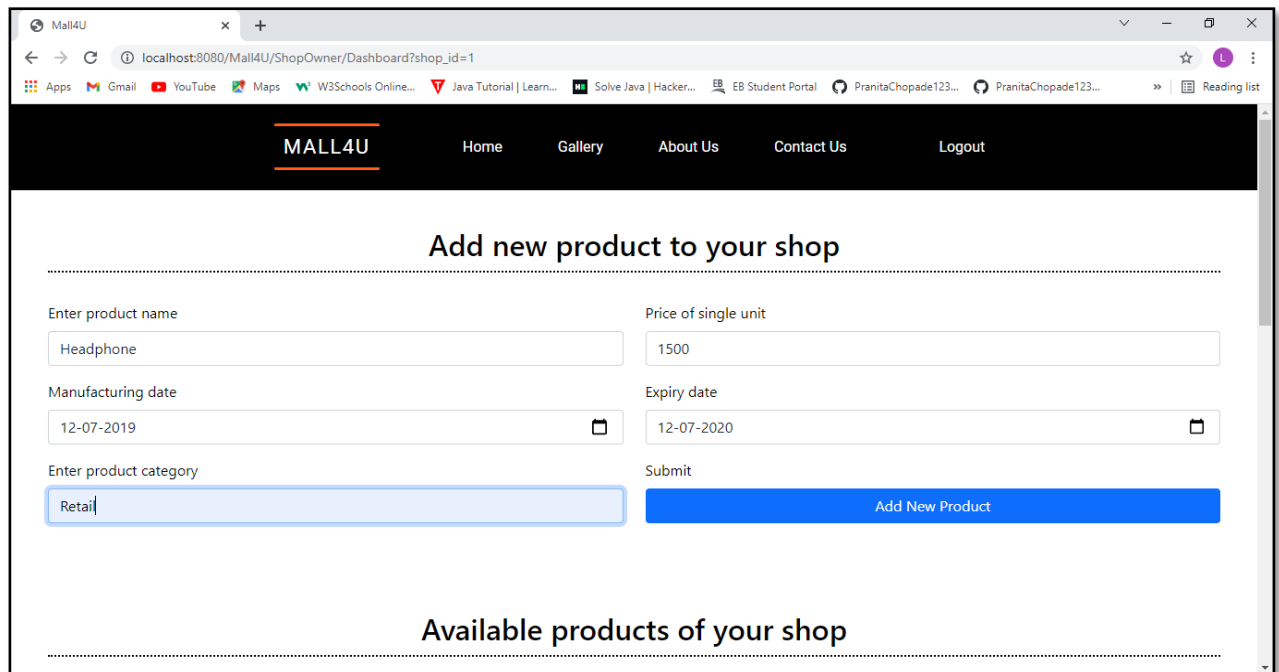 Mall4U
localhost:8080/Mall4U/ShopOwner/Dashboard?shop_id=1
L
Apps Gmail YouTube Maps W3Schools Online... Java Tutorial | Learn... Solve Java | Hacker... EB Student Portal PranitaChopade123... PranitaChopade123... » Reading list
MALL4U Home Gallery About Us Contact Us Logout
Add new product to your shop
Enter product name Price of single unit
Headphone 1500
Manufacturing date Expiry date
12-07-2019 12-07-2020
Enter product category Submit
Retail Add New Product
Available products of your shop